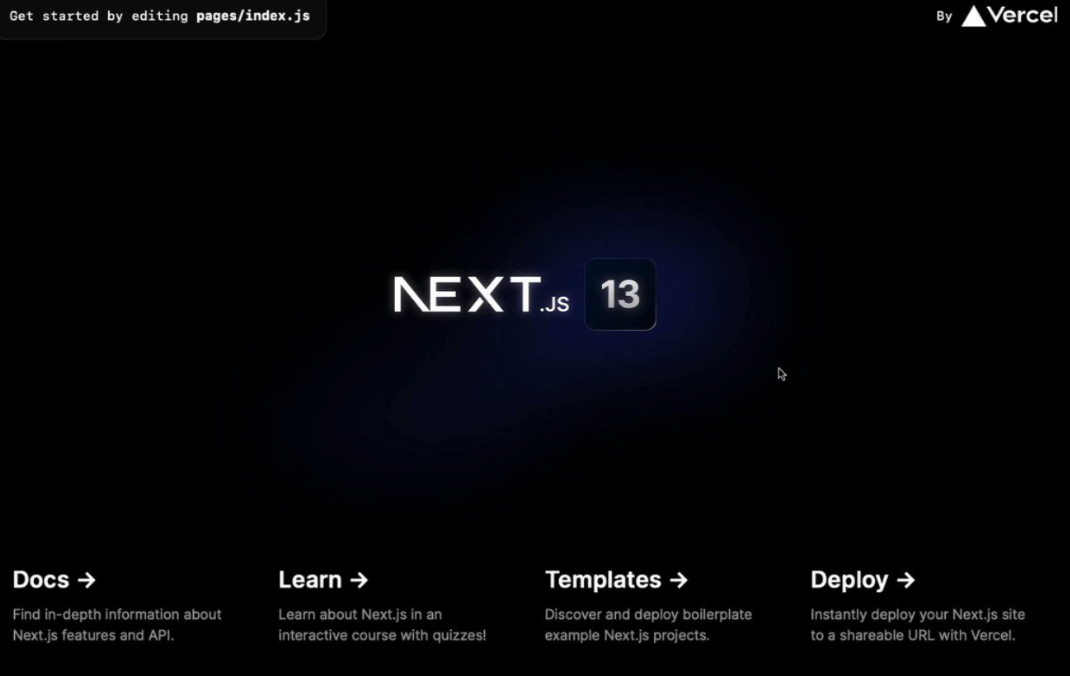 Get started by editing pages/index.js
By Vercel
NEXT.JS 13
Docs →
Find in-depth information about
Next.js features and API.
Learn →
Learn about Next.js in an
interactive course with quizzes!
Templates →
Discover and deploy boilerplate
example Next.js projects.
Deploy →
Instantly deploy your Next.js site
to a shareable URL with Vercel.